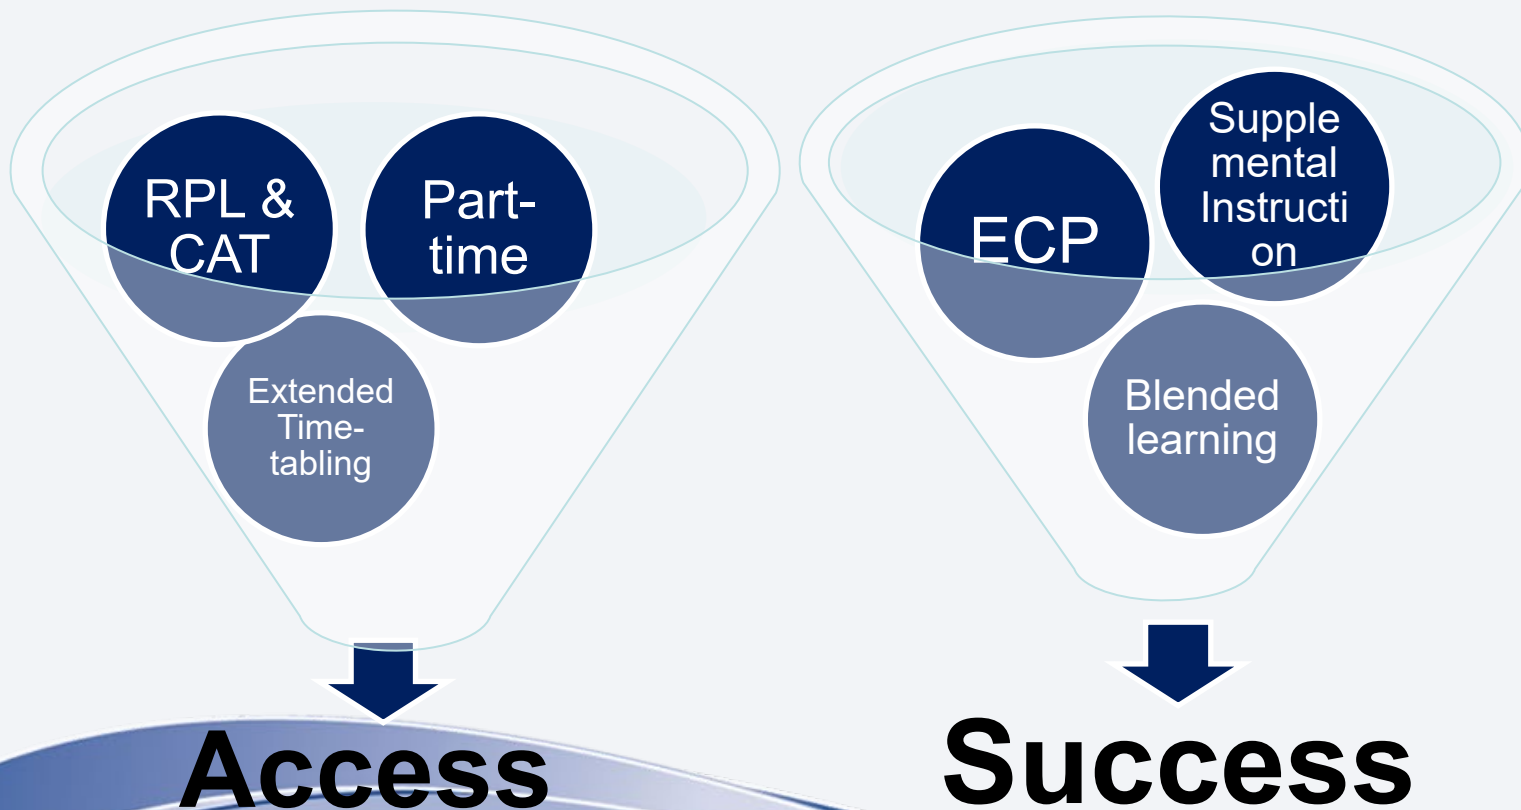 RPL &
CAT
Part-
time
Extended
Time-
tabling
Access
ECP
Supple
mental
Instructi
on
Blended
learning
Success